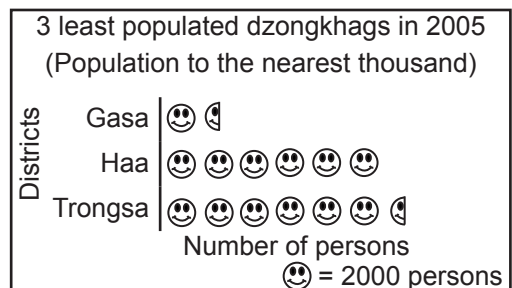 3 least populated dzongkhags in 2005
(Population to the nearest thousand)
Districts
Gasa
Haa
Trongsa
Number of persons
= 2000 persons